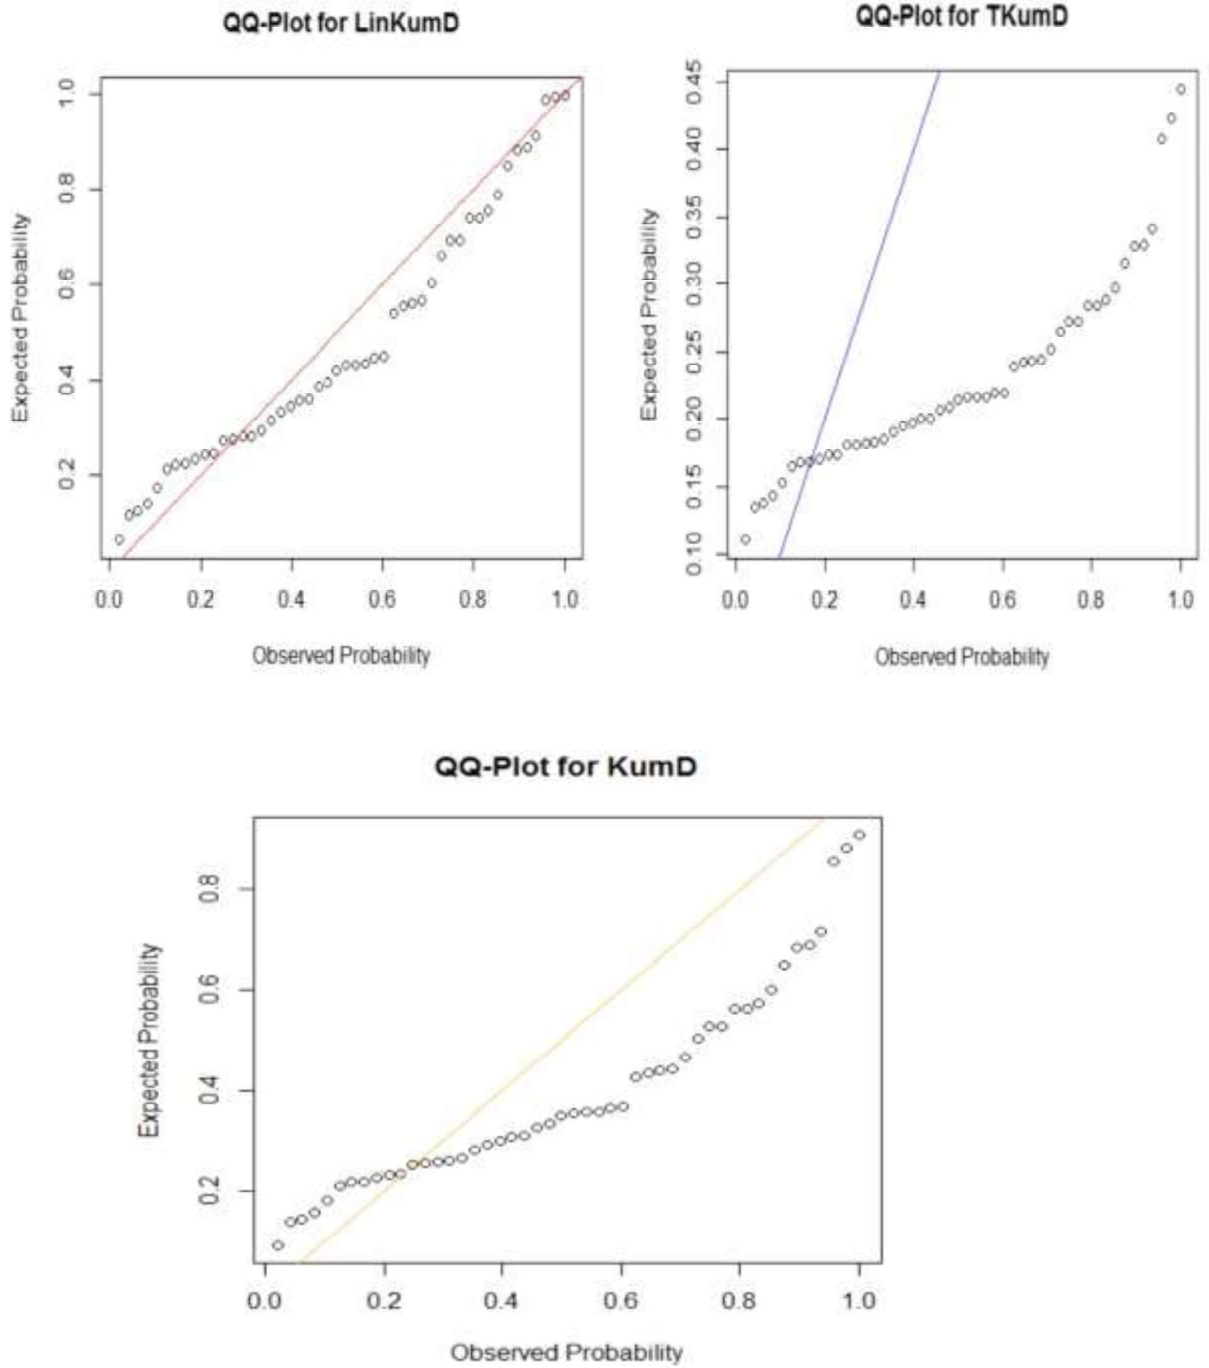 QQ-Plot for LinKumD
Expected Probability
1.0
0.8
0.6
0.4
0.2
0.0 0.2 0.4 0.6 0.8 1.0
Observed Probability
QQ-Plot for TKumD
Expected Probability
0.45
0.40
0.35
0.30
0.25
0.20
0.15
0.10
0.0 0.2 0.4 0.6 0.8 1.0
Observed Probability
QQ-Plot for KumD
Expected Probability
0.8
0.6
0.4
0.2
0.0 0.2 0.4 0.6 0.8 1.0
Observed Probability